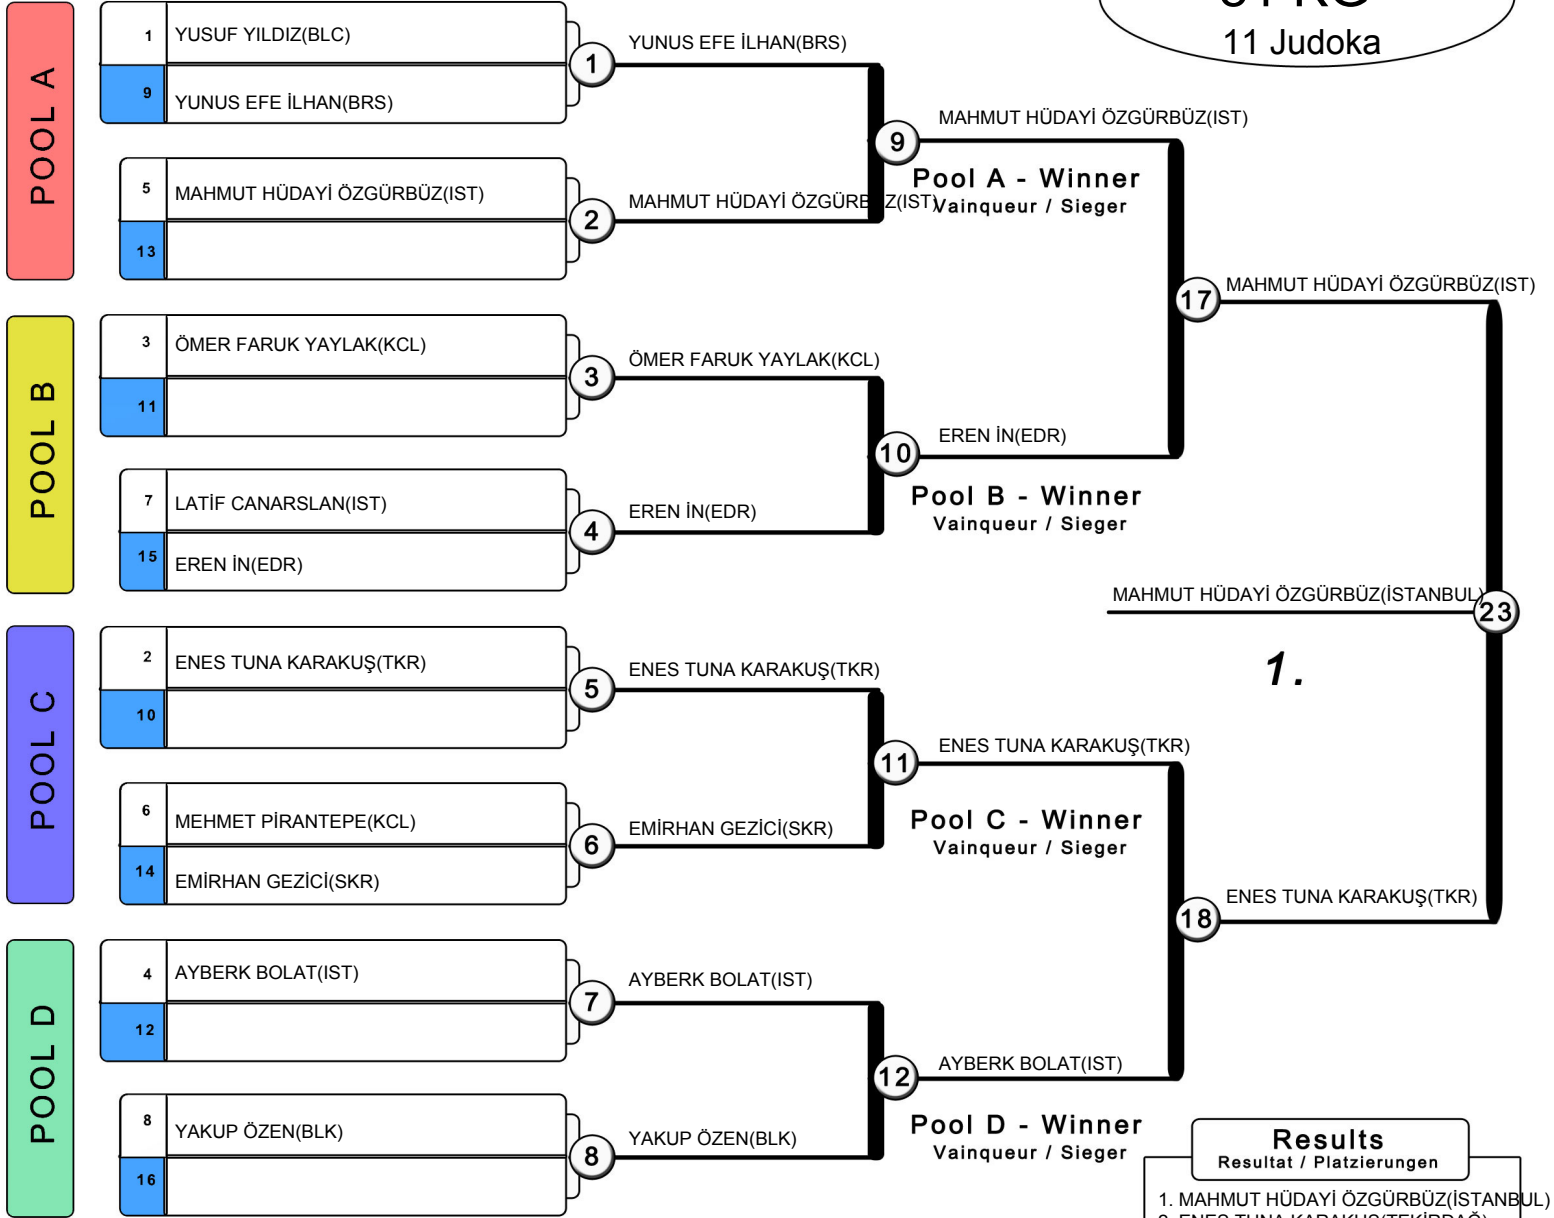 11 Judoka
POOL A
1 YUSUF YILDIZ(BLC)
9 YUNUS EFE İLHAN(BRS)
1
YUNUS EFE İLHAN(BRS)
5 MAHMUT HÜDAYİ ÖZGÜRBÜZ(IST)
13
2
MAHMUT HÜDAYİ ÖZGÜRB Z(IST)
9
MAHMUT HÜDAYİ ÖZGÜRBÜZ(IST)
Pool A - Winner
Vainqueur / Sieger
POOL B
3 ÖMER FARUK YAYLAK(KCL)
11
3
ÖMER FARUK YAYLAK(KCL)
7 LATİF CANARSLAN(IST)
15 EREN İN(EDR)
4
EREN İN(EDR)
10
EREN İN(EDR)
Pool B - Winner
Vainqueur / Sieger
17
MAHMUT HÜDAYİ ÖZGÜRBÜZ(IST)
MAHMUT HÜDAYİ ÖZGÜRBÜZ(İSTANBUL)
23
1.
POOL C
2 ENES TUNA KARAKUŞ(TKR)
10
5
ENES TUNA KARAKUŞ(TKR)
6 MEHMET PİRANTEPE(KCL)
14 EMİRHAN GEZİCİ(SKR)
6
EMİRHAN GEZİCİ(SKR)
11
ENES TUNA KARAKUŞ(TKR)
Pool C - Winner
Vainqueur / Sieger
18
ENES TUNA KARAKUŞ(TKR)
POOL D
4 AYBERK BOLAT(IST)
12
7
AYBERK BOLAT(IST)
8 YAKUP ÖZEN(BLK)
16
8
YAKUP ÖZEN(BLK)
12
AYBERK BOLAT(IST)
Pool D - Winner
Vainqueur / Sieger
Results
Resultat / Platzierungen
1. MAHMUT HÜDAYİ ÖZGÜRBÜZ(İSTANBUL)
2. ENES TUNA KARAKUŞ(TEKİRDAĞ)